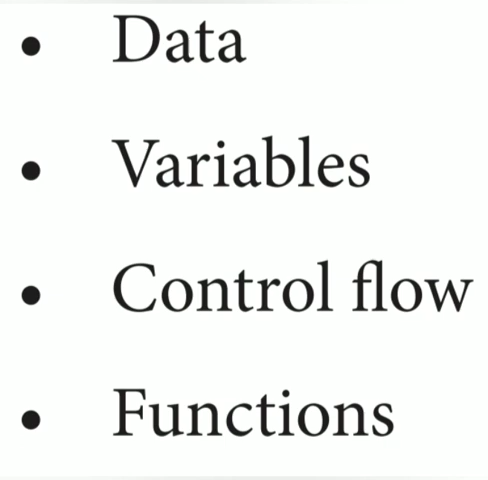 • Data
• Variables
• Control flow
• Functions